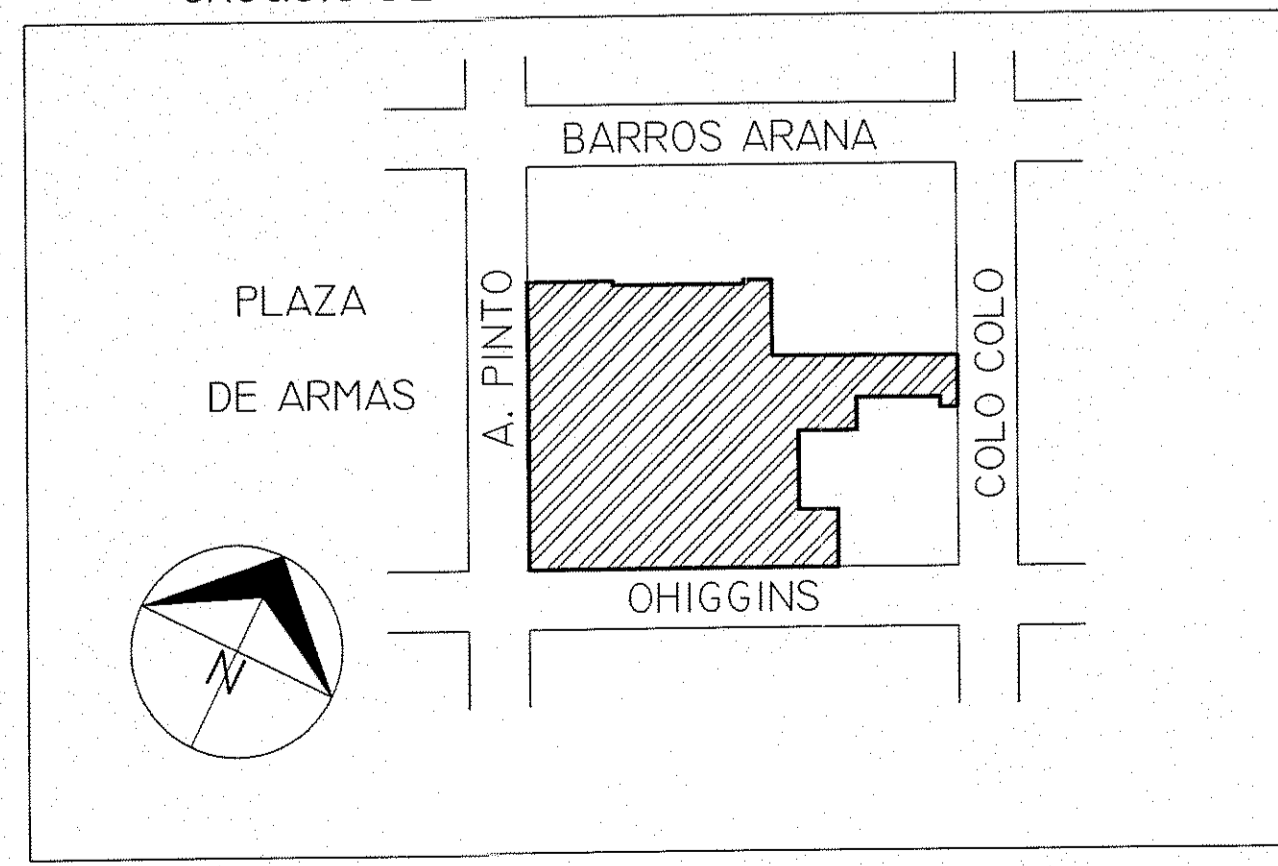 BARROS ARANA
PLAZA
DE ARMAS
A. PINTO
COLO COLO
OHIGGINS
N